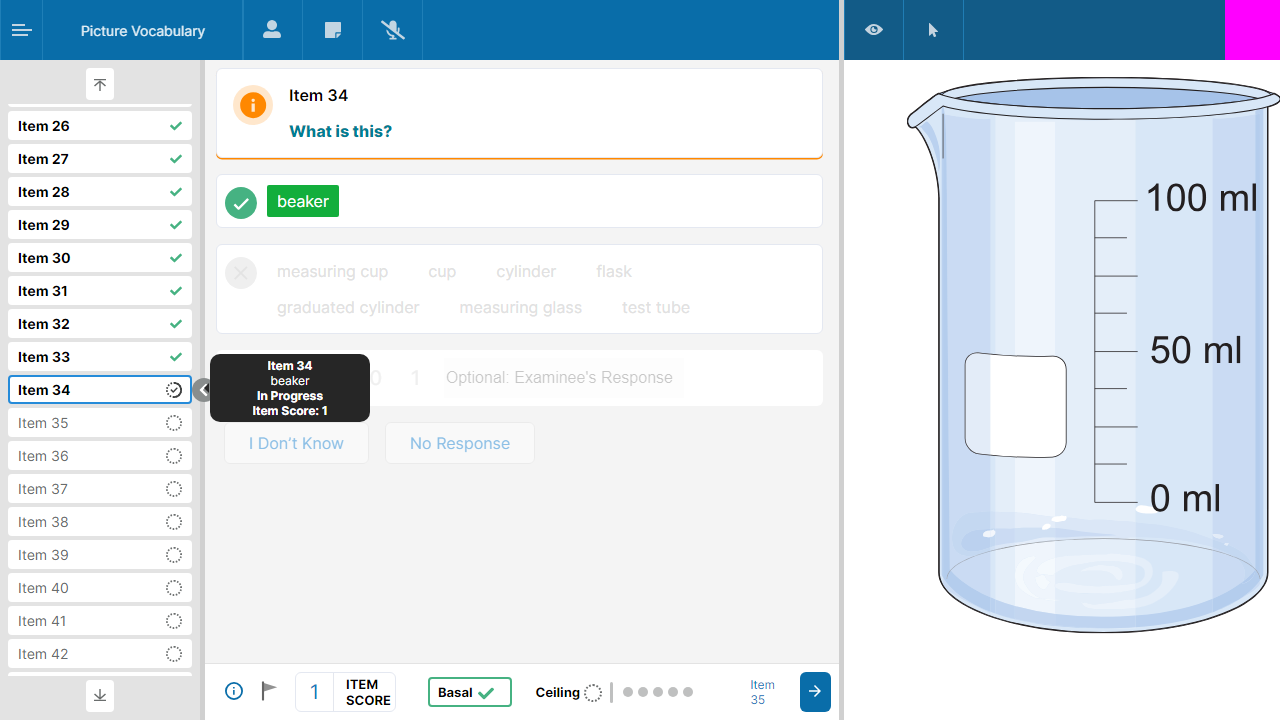 Picture Vocabulary
Item 26
Item 27
Item 28
Item 29
Item 30
Item 31
Item 32
Item 33
Item 34
Item 35
Item 36
Item 37
Item 38
Item 39
Item 40
Item 41
Item 42
Item 34
What is this?
beaker
measuring cup cup cylinder flask
graduated cylinder measuring glass test tube
Item 34
beaker
In Progress
Item Score: 1
0 1 Optional: Examinee's Response
I Don’t Know No Response
1 ITEM
SCORE
Basal
Ceiling
Item
35
100 ml
50 ml
0 ml